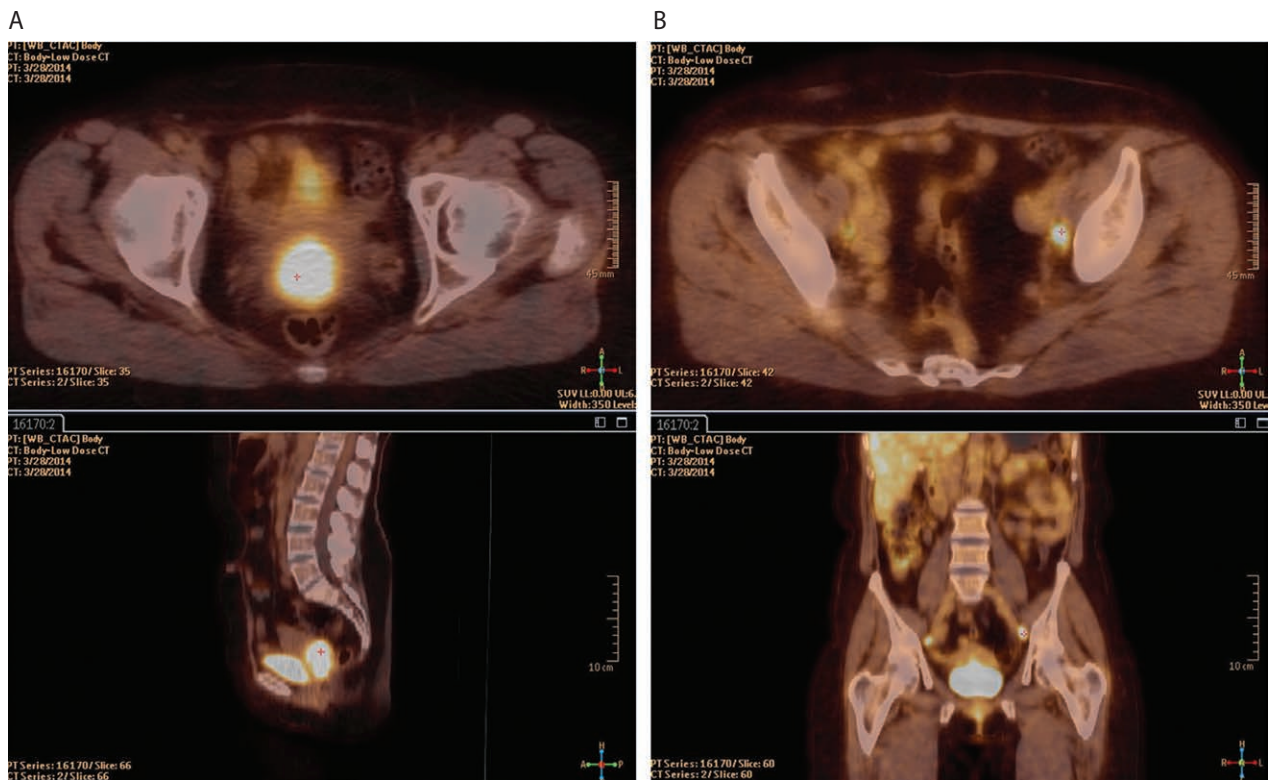 A
B
PT: [WB_CTAC] Body
CT: Body-Low Dose CT
PT: 3/28/2014
CT: 3/28/2014
45 mm
PT Series: 16170/ Slice: 35
CT Series: 2/ Slice: 35
A
R
L
SUV LL:0.00 UL:6.
Width:350 Level:
PT: [WB_CTAC] Body
CT: Body-Low Dose CT
PT: 3/28/2014
CT: 3/28/2014
45 mm
PT Series: 16170/ Slice: 42
CT Series: 2/ Slice: 42
A
R
L
SUV LL:0.00 UL
Width:350 Level
16170:2
PT: [WB_CTAC] Body
CT: Body-Low Dose CT
PT: 3/28/2014
CT: 3/28/2014
10 cm
PT Series: 16170/ Slice: 66
CT Series: 2/ Slice: 66
H
A
P
16170:2
PT: [WB_CTAC] Body
CT: Body-Low Dose CT
PT: 3/28/2014
CT: 3/28/2014
10 cm
PT Series: 16170/ Slice: 60
CT Series: 2/ Slice: 60
H
R
L